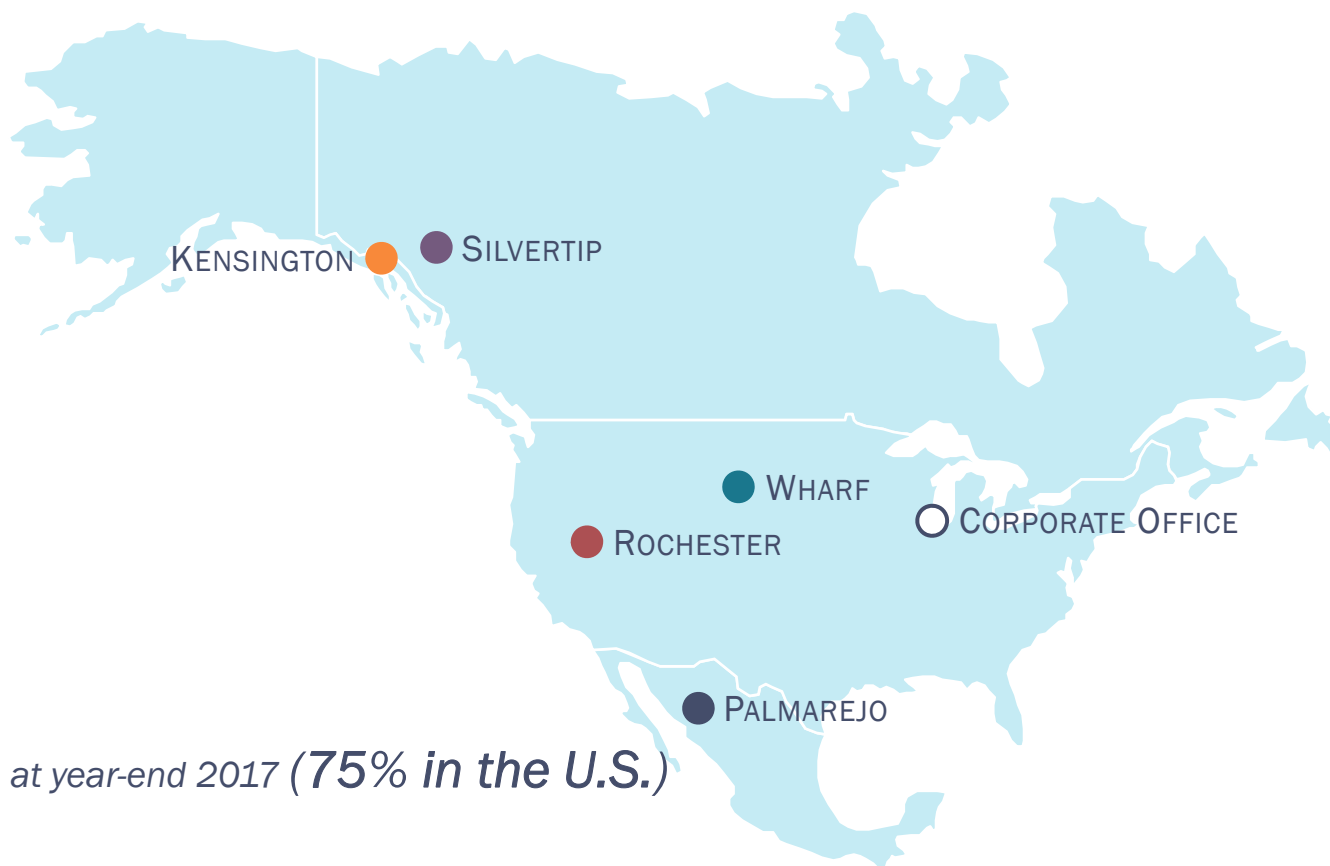 SILVERTIP
KENSINGTON
WHARF
CORPORATE OFFICE
ROCHESTER
PALMAREJO
at year-end 2017 (75% in the U.S.)